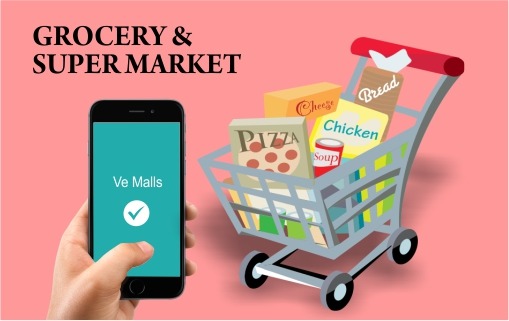 GROCERY &
SUPER MARKET
Ve Malls
Bread
Cheese
Chicken
PIZZA
Soup